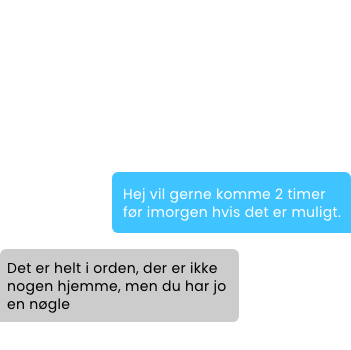 Hej vil gerne komme 2 timer
før imorgen hvis det er muligt.
Det er helt i orden, der er ikke
nogen hjemme, men du har jo
en nøgle